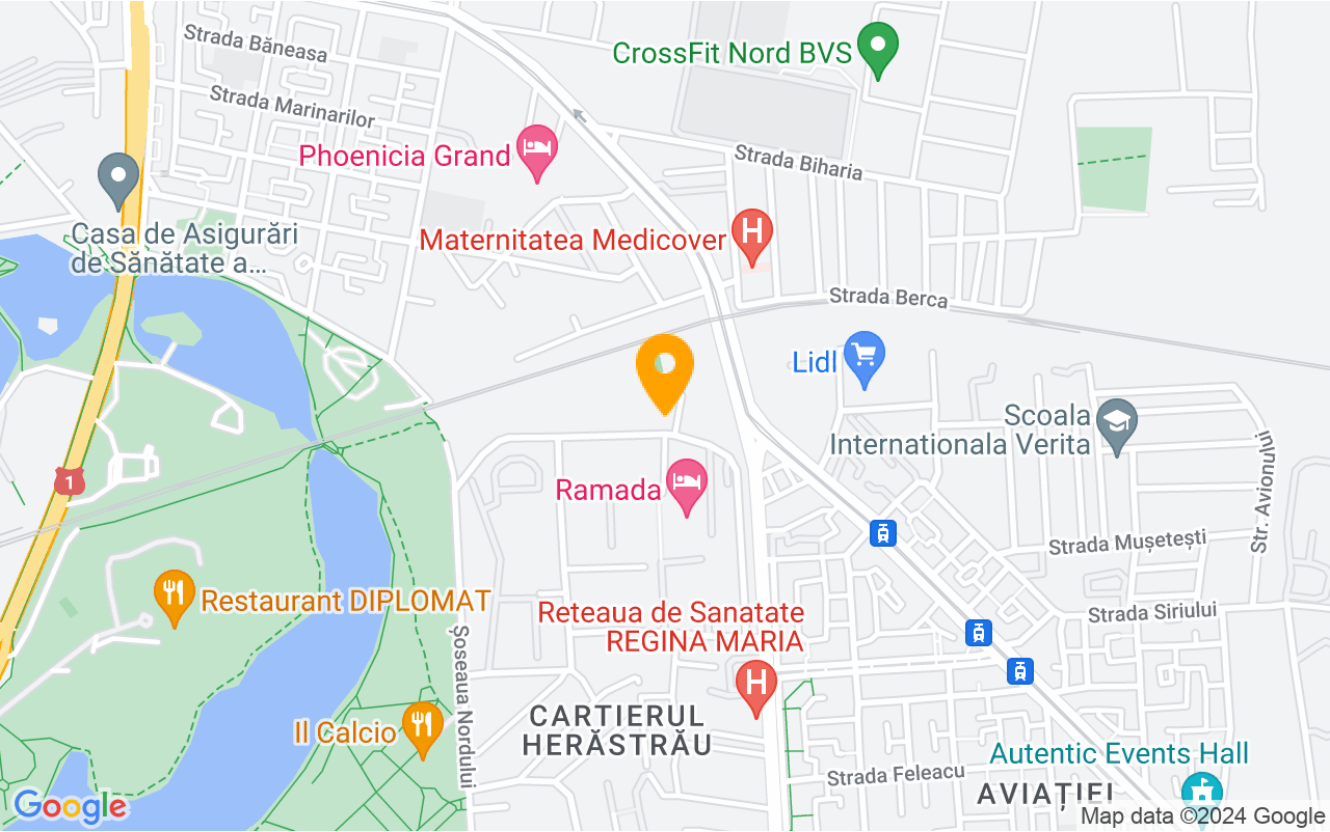 Strada Băneasa
CrossFit Nord BVS
Strada Marinarilor
Phoenicia Grand
Strada Biharia
Casa de Asigurări
de Sănătate a...
Maternitatea Medicover
H
Strada Berca
Lidl
Scoala
Internationala Verita
Str. Avionului
1
Ramada
Strada Mușetești
Restaurant DIPLOMAT
Reteaua de Sanatate
REGINA MARIA
H
Strada Siriului
Șoseaua Nordului
Il Calcio
CARTIERUL
HERĂSTRĂU
Autentic Events Hall
Strada Feleacu
AVIAȚIEI
Google
Map data ©2024 Google